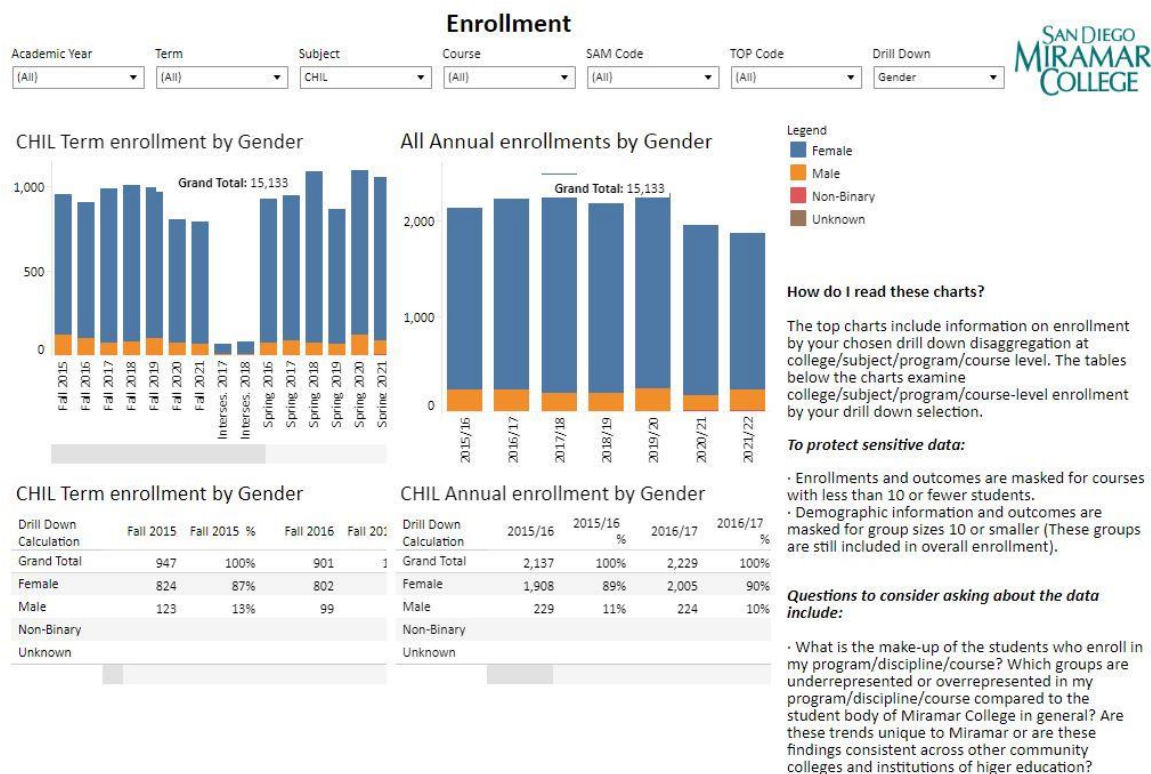 Enrollment
SAN DIEGO
MIRAMAR
COLLEGE
Academic Year Term Subject Course SAM Code TOP Code Drill Down
(All) (All) CHIL (All) (All) (All) Gender
CHIL Term enrollment by Gender
1,000
500
0
Grand Total: 15,133
Fall 2015
Fall 2016
Fall 2017
Fall 2018
Fall 2019
Fall 2020
Fall 2021
Interses. 2017
Interses. 2018
Spring 2016
Spring 2017
Spring 2018
Spring 2019
Spring 2020
Spring 2021
All Annual enrollments by Gender
2,000
1,000
0
Grand Total: 15,133
2015/16
2016/17
2017/18
2018/19
2019/20
2020/21
2021/22
Legend
Female
Male
Non-Binary
Unknown
CHIL Term enrollment by Gender
Drill Down
Calculation
Fall 2015 Fall 2015 % Fall 2016 Fall 201
Grand Total 947 100% 901 1
Female 824 87% 802
Male 123 13% 99
Non-Binary
Unknown
CHIL Annual enrollment by Gender
Drill Down
Calculation
2015/16 2015/16 % 2016/17 2016/17 %
Grand Total 2,137 100% 2,229 100%
Female 1,908 89% 2,005 90%
Male 229 11% 224 10%
Non-Binary
Unknown
How do I read these charts?
The top charts include information on enrollment
by your chosen drill down disaggregation at
college/subject/program/course level. The tables
below the charts examine
college/subject/program/course-level enrollment
by your drill down selection.
To protect sensitive data:
· Enrollments and outcomes are masked for courses
with less than 10 or fewer students.
· Demographic information and outcomes are
masked for group sizes 10 or smaller (These groups
are still included in overall enrollment).
Questions to consider asking about the data
include:
· What is the make-up of the students who enroll in
my program/discipline/course? Which groups are
underrepresented or overrepresented in my
program/discipline/course compared to the
student body of Miramar College in general? Are
these trends unique to Miramar or are these
findings consistent across other community
colleges and institutions of higer education?